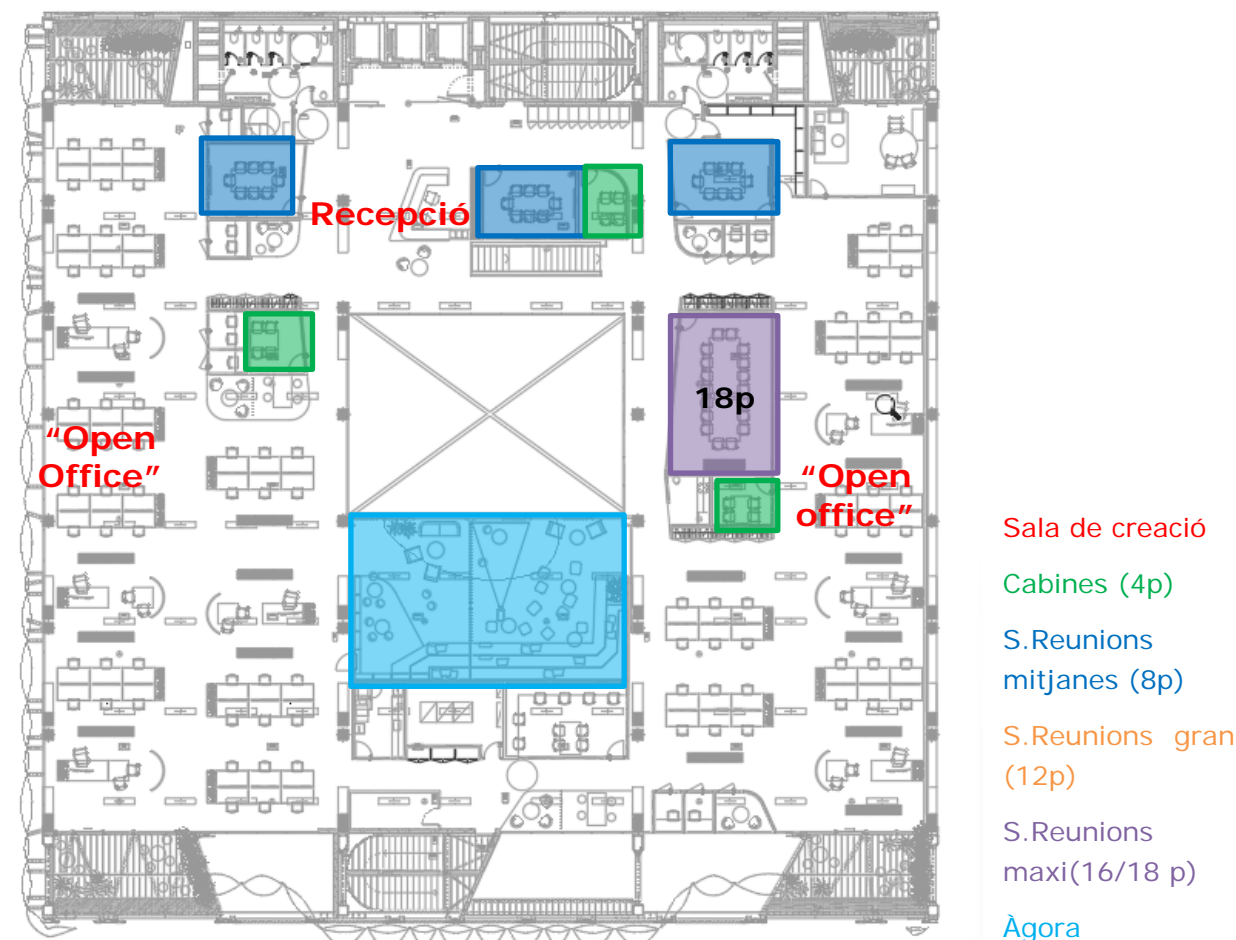 Recepció
18p
“Open
Office”
“Open
office”
Sala de creació
Cabines (4p)
S.Reunions
mitjanes (8p)
S.Reunions gran
(12p)
S.Reunions
maxi(16/18 p)
Àgora